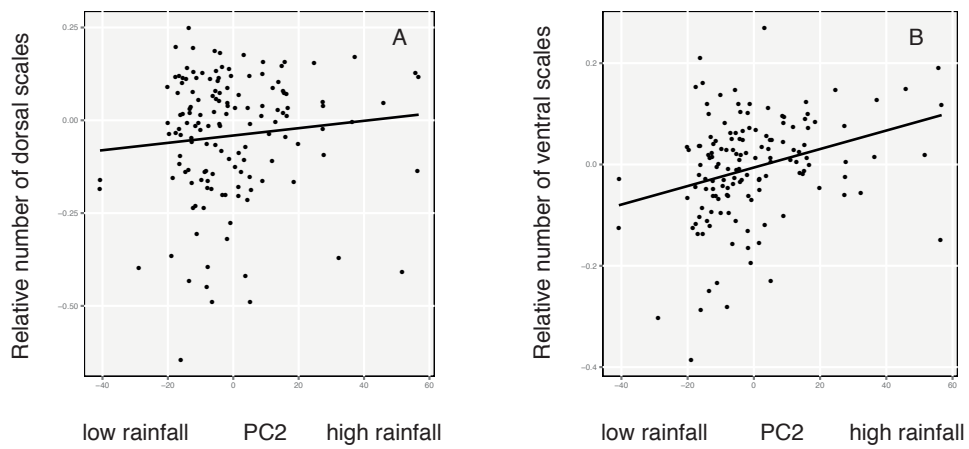 Relative number of dorsal scales
A
0.25
0.00
−0.25
−0.50
−40 −20 0 20 40 60
low rainfall PC2 high rainfall
Relative number ventral scales
B
0.2
0.0
−0.2
−0.4
−40 −20 0 20 40 60
low rainfall PC2 high rainfall